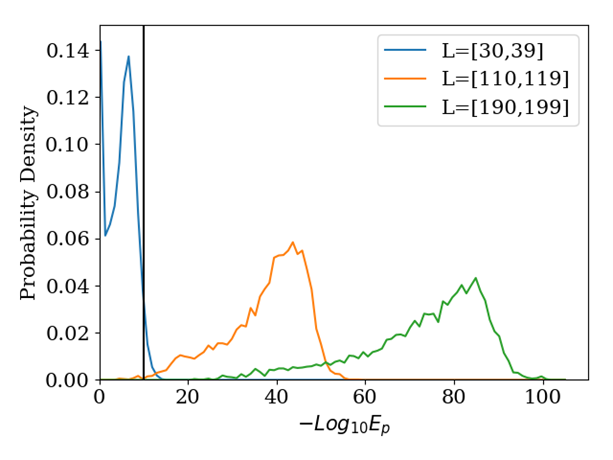 0.14
0.12
0.10
0.08
0.06
0.04
0.02
0.00
Probability Density
L=[30,39]
L=[110,119]
L=[190,199]
0 20 40 60 80 100
−Log₁₀Eₚ